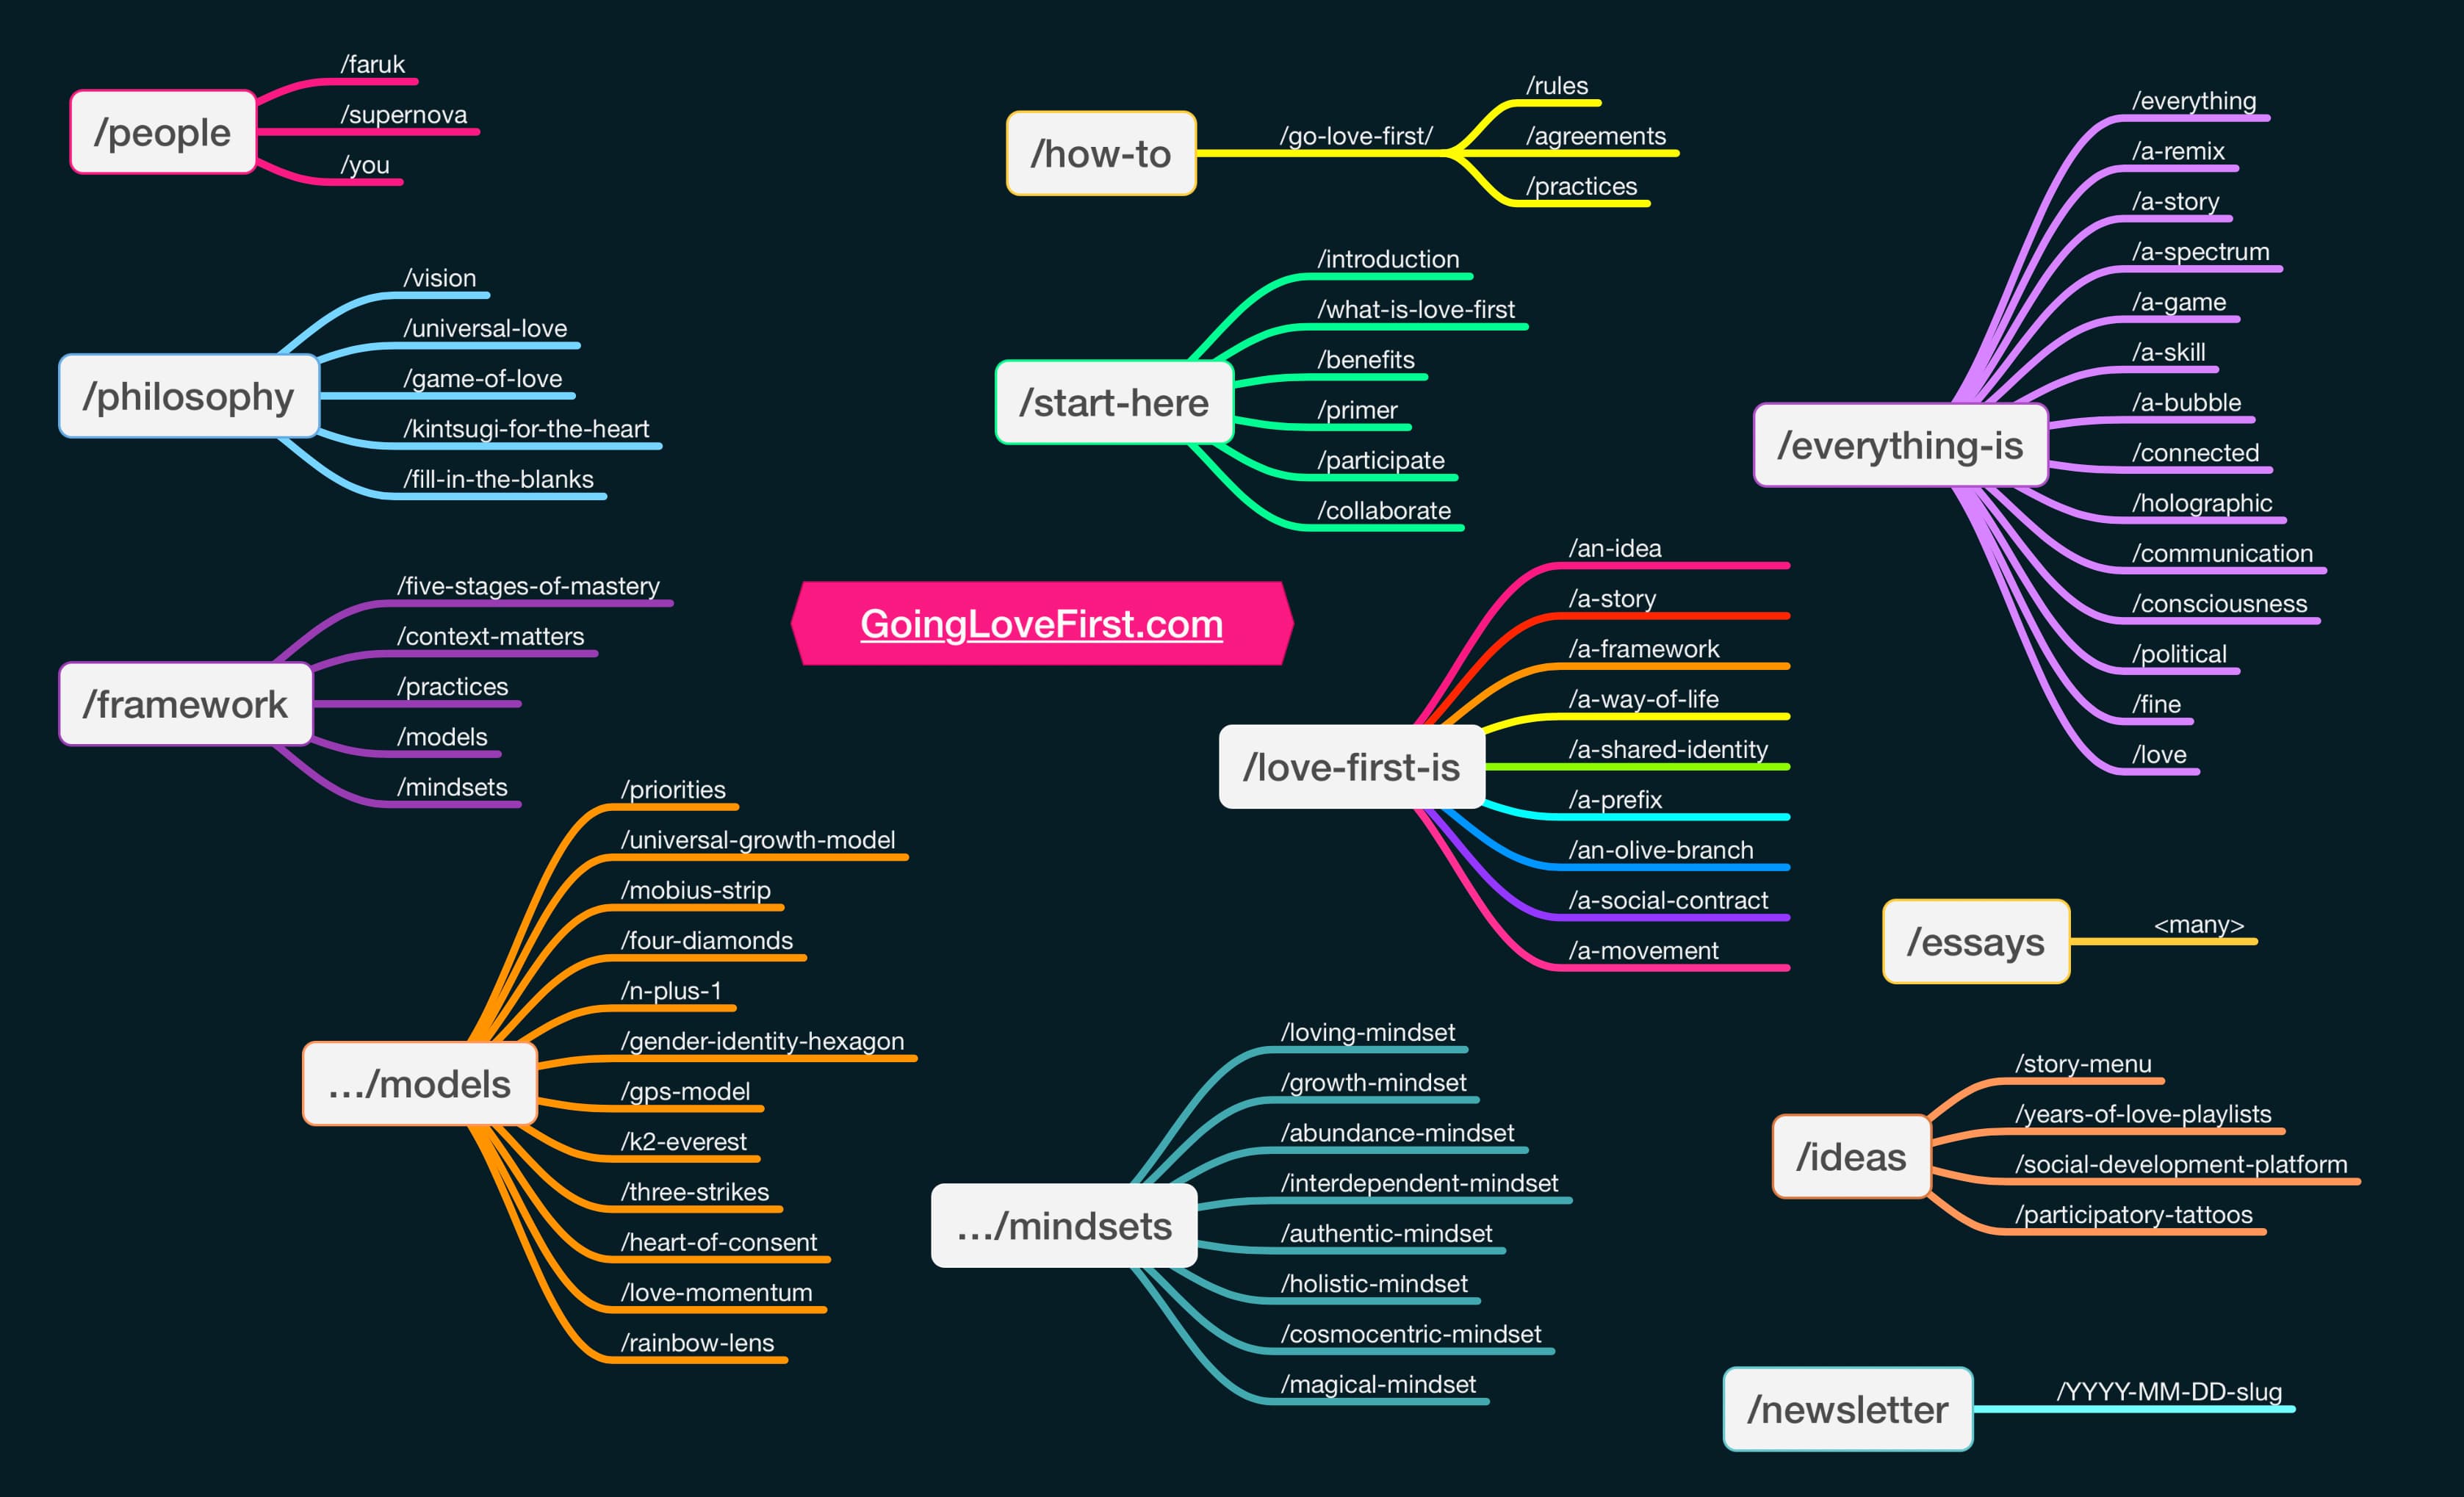 /people
/faruk
/supernova
/you
/philosophy
/vision
/universal-love
/game-of-love
/kintsugi-for-the-heart
/fill-in-the-blanks
/framework
/five-stages-of-mastery
/context-matters
/practices
/models
/mindsets
.../models
/priorities
/universal-growth-model
/mobius-strip
/four-diamonds
/n-plus-1
/gender-identity-hexagon
/gps-model
/k2-everest
/three-strikes
/heart-of-consent
/love-momentum
/rainbow-lens
/how-to
/go-love-first/
/rules
/agreements
/practices
/start-here
/introduction
/what-is-love-first
/benefits
/primer
/participate
/collaborate
GoingLoveFirst.com
/love-first-is
/an-idea
/a-story
/a-framework
/a-way-of-life
/a-shared-identity
/a-prefix
/an-olive-branch
/a-social-contract
/a-movement
.../mindsets
/loving-mindset
/growth-mindset
/abundance-mindset
/interdependent-mindset
/authentic-mindset
/holistic-mindset
/cosmocentric-mindset
/magical-mindset
/everything-is
/everything
/a-remix
/a-story
/a-spectrum
/a-game
/a-skill
/a-bubble
/connected
/holographic
/communication
/consciousness
/political
/fine
/love
/essays
<many>
/ideas
/story-menu
/years-of-love-playlists
/social-development-platform
/participatory-tattoos
/newsletter
/YYYY-MM-DD-slug